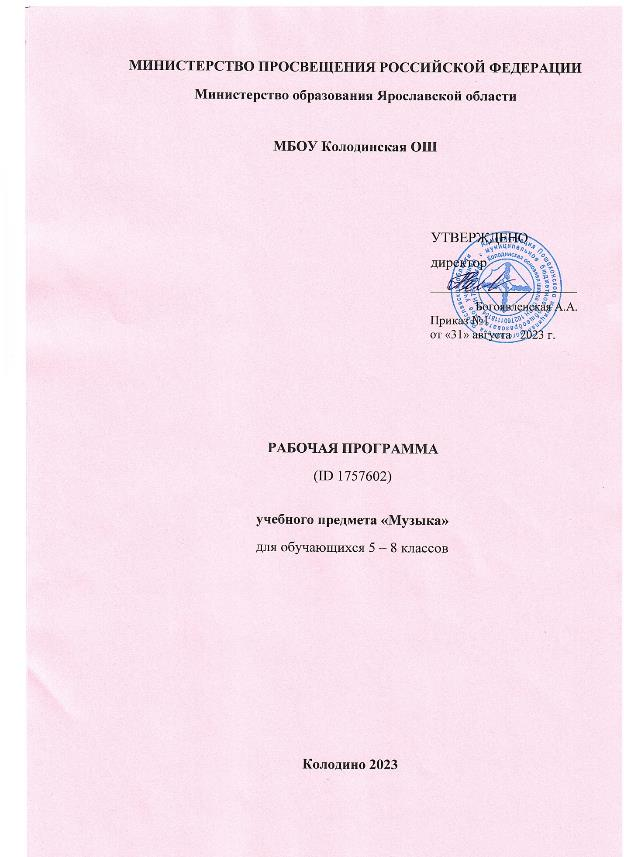 МИНИСТЕРСТВО ПРОСВЕЩЕНИЯ РОССИЙСКОЙ ФЕДЕРАЦИИ
Министерство образования Ярославской области
МБОУ Колодинская ОШ
УТВЕРЖДЕНО
директор
Богоявленская А.А.
Приказ №1
от «31» августа 2023 г.
РАБОЧАЯ ПРОГРАММА
(ID 1757602)
учебного предмета «Музыка»
для обучающихся 5 – 8 классов
Колодино 2023